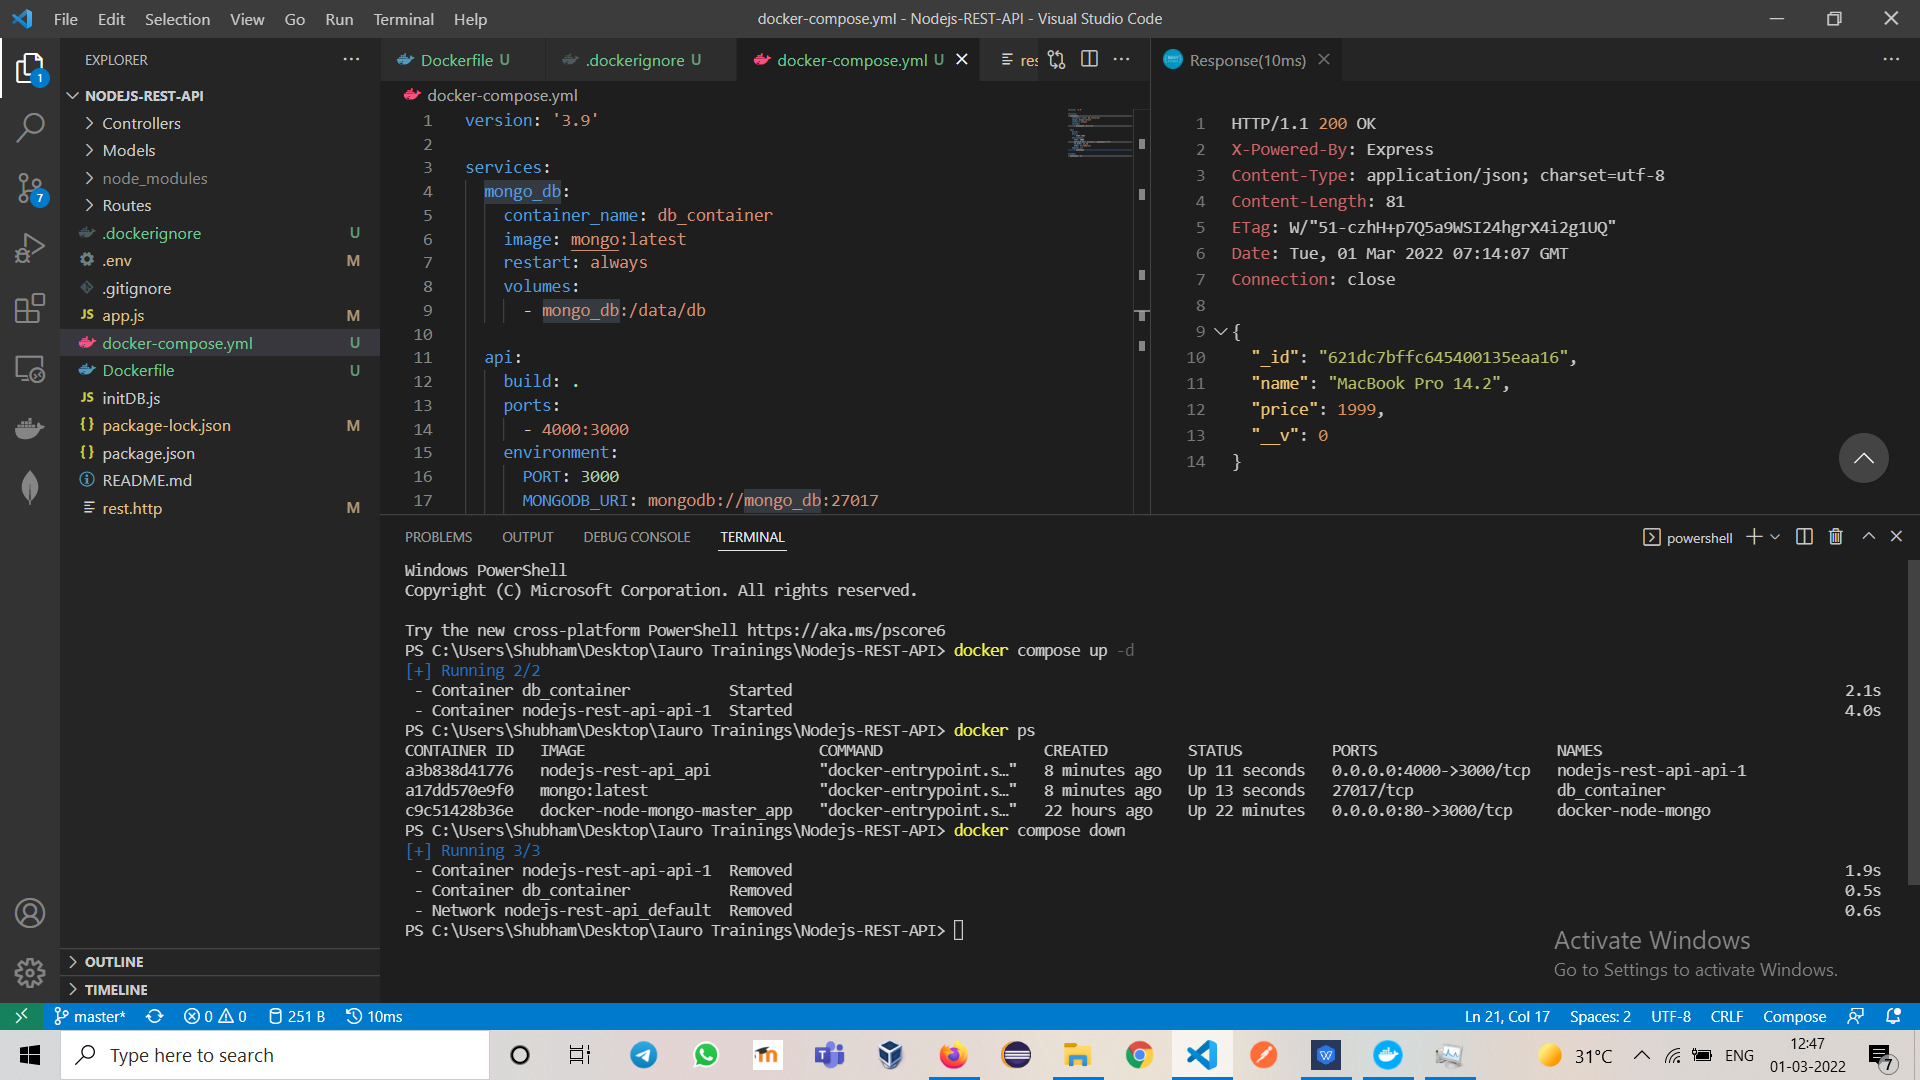 File Edit Selection View Go Run Terminal Help
docker-compose.yml - Nodejs-REST-API - Visual Studio Code
EXPLORER
NODEJS-REST-API
Controllers
Models
node_modules
Routes
.dockerignore U
.env M
.gitignore
JS app.js M
docker-compose.yml U
Dockerfile U
JS initDB.js
{} package-lock.json M
{} package.json
README.md
rest.http M
OUTLINE
TIMELINE
1
7
Dockerfile U
.dockerignore U
docker-compose.yml U
res
docker-compose.yml
1 version: '3.9'
2
3 services:
4 mongo_db:
5 container_name: db_container
6 image: mongo:latest
7 restart: always
8 volumes:
9 - mongo_db:/data/db
10
11 api:
12 build: .
13 ports:
14 - 4000:3000
15 environment:
16 PORT: 3000
17 MONGODB_URI: mongodb://mongo_db:27017
Response(10ms)
1 HTTP/1.1 200 OK
2 X-Powered-By: Express
3 Content-Type: application/json; charset=utf-8
4 Content-Length: 81
5 ETag: W/"51-czhH+p7Q5a9WSI24hgrX4i2g1UQ"
6 Date: Tue, 01 Mar 2022 07:14:07 GMT
7 Connection: close
8
9 {
10 "_id": "621dc7bffc645400135eaa16",
11 "name": "MacBook Pro 14.2",
12 "price": 1999,
13 "__v": 0
14 }
PROBLEMS OUTPUT DEBUG CONSOLE TERMINAL
powershell
Windows PowerShell
Copyright (C) Microsoft Corporation. All rights reserved.
Try the new cross-platform PowerShell https://aka.ms/pscore6
PS C:\Users\Shubham\Desktop\Iauro Trainings\Nodejs-REST-API> docker compose up -d
[+] Running 2/2
- Container db_container Started 2.1s
- Container nodejs-rest-api-api-1 Started 4.0s
PS C:\Users\Shubham\Desktop\Iauro Trainings\Nodejs-REST-API> docker ps
CONTAINER ID IMAGE COMMAND CREATED STATUS PORTS NAMES
a3b838d41776 nodejs-rest-api_api "docker-entrypoint.s…" 8 minutes ago Up 11 seconds 0.0.0.0:4000->3000/tcp nodejs-rest-api-api-1
a17dd570e9f0 mongo:latest "docker-entrypoint.s…" 8 minutes ago Up 13 seconds 27017/tcp db_container
c9c51428b36e docker-node-mongo-master_app "docker-entrypoint.s…" 22 hours ago Up 22 minutes 0.0.0.0:80->3000/tcp docker-node-mongo
PS C:\Users\Shubham\Desktop\Iauro Trainings\Nodejs-REST-API> docker compose down
[+] Running 3/3
- Container nodejs-rest-api-api-1 Removed 1.9s
- Container db_container Removed 0.5s
- Network nodejs-rest-api_default Removed 0.6s
PS C:\Users\Shubham\Desktop\Iauro Trainings\Nodejs-REST-API>
Activate Windows
Go to Settings to activate Windows.
master* 0 0 251 B 10ms
Ln 21, Col 17 Spaces: 2 UTF-8 CRLF Compose
Type here to search
31°C ENG
12:47
01-03-2022
7